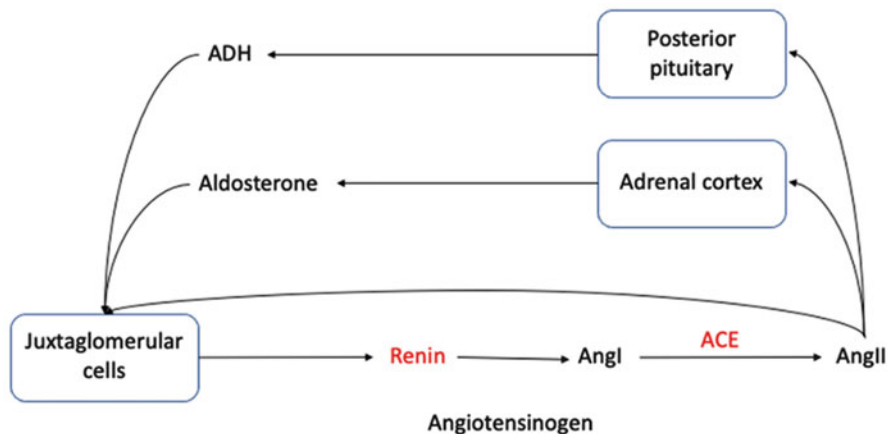 Posterior
pituitary
ADH
Aldosterone
Adrenal cortex
Juxtaglomerular
cells
Renin
AngI
ACE
AngII
Angiotensinogen